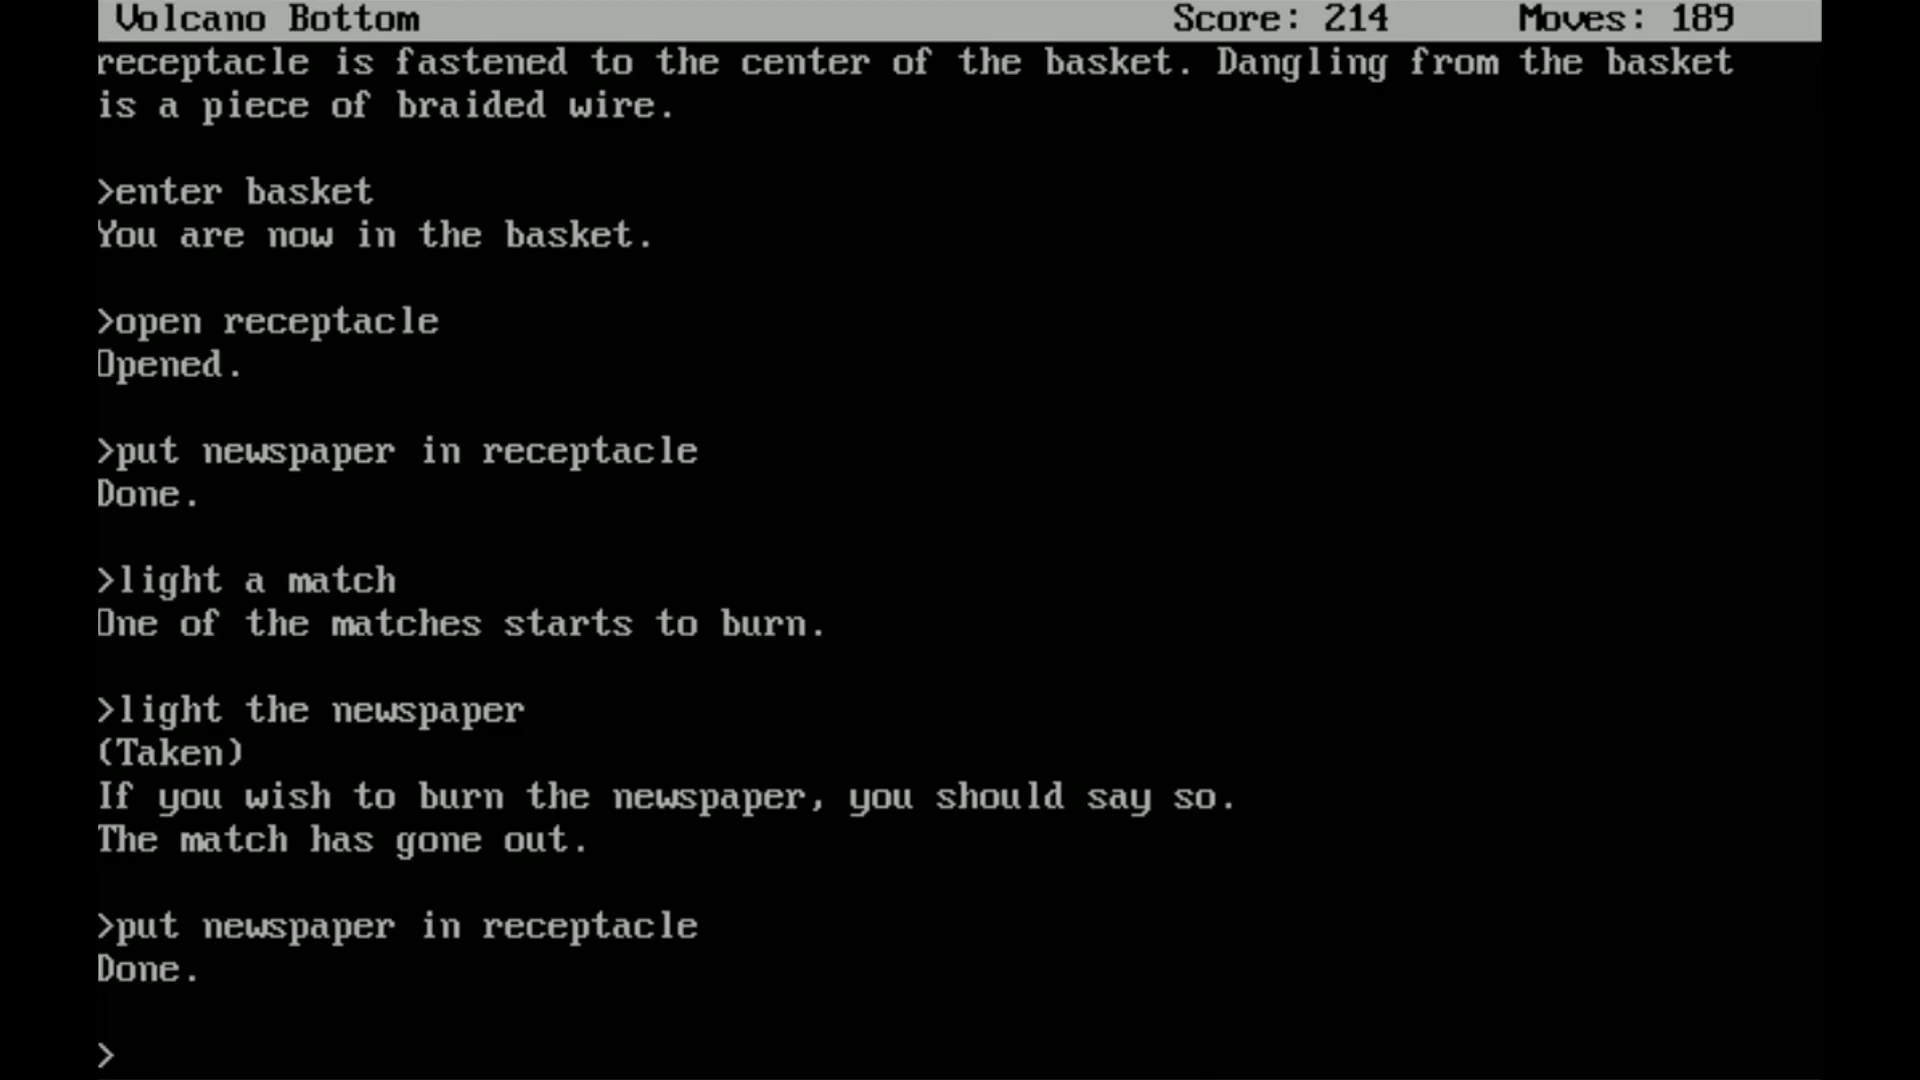 Volcano Bottom Score: 214 Moves: 189
receptacle is fastened to the center of the basket. Dangling from the basket
is a piece of braided wire.
>enter basket
You are now in the basket.
>open receptacle
Opened.
>put newspaper in receptacle
Done.
>light a match
One of the matches starts to burn.
>light the newspaper
(Taken)
If you wish to burn the newspaper, you should say so.
The match has gone out.
>put newspaper in receptacle
Done.
>